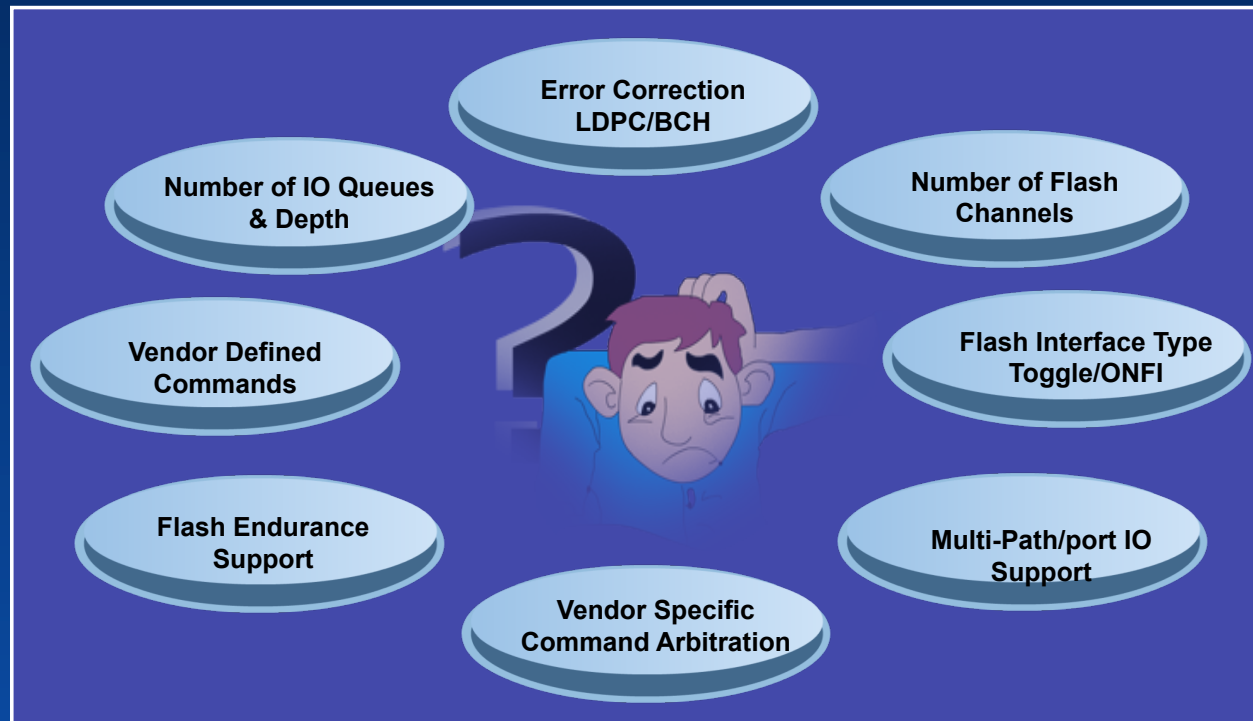 Error Correction
LDPC/BCH
Number of IO Queues
& Depth
Number of Flash
Channels
Vendor Defined
Commands
Flash Interface Type
Toggle/ONFI
Flash Endurance
Support
Multi-Path/port IO
Support
Vendor Specific
Command Arbitration